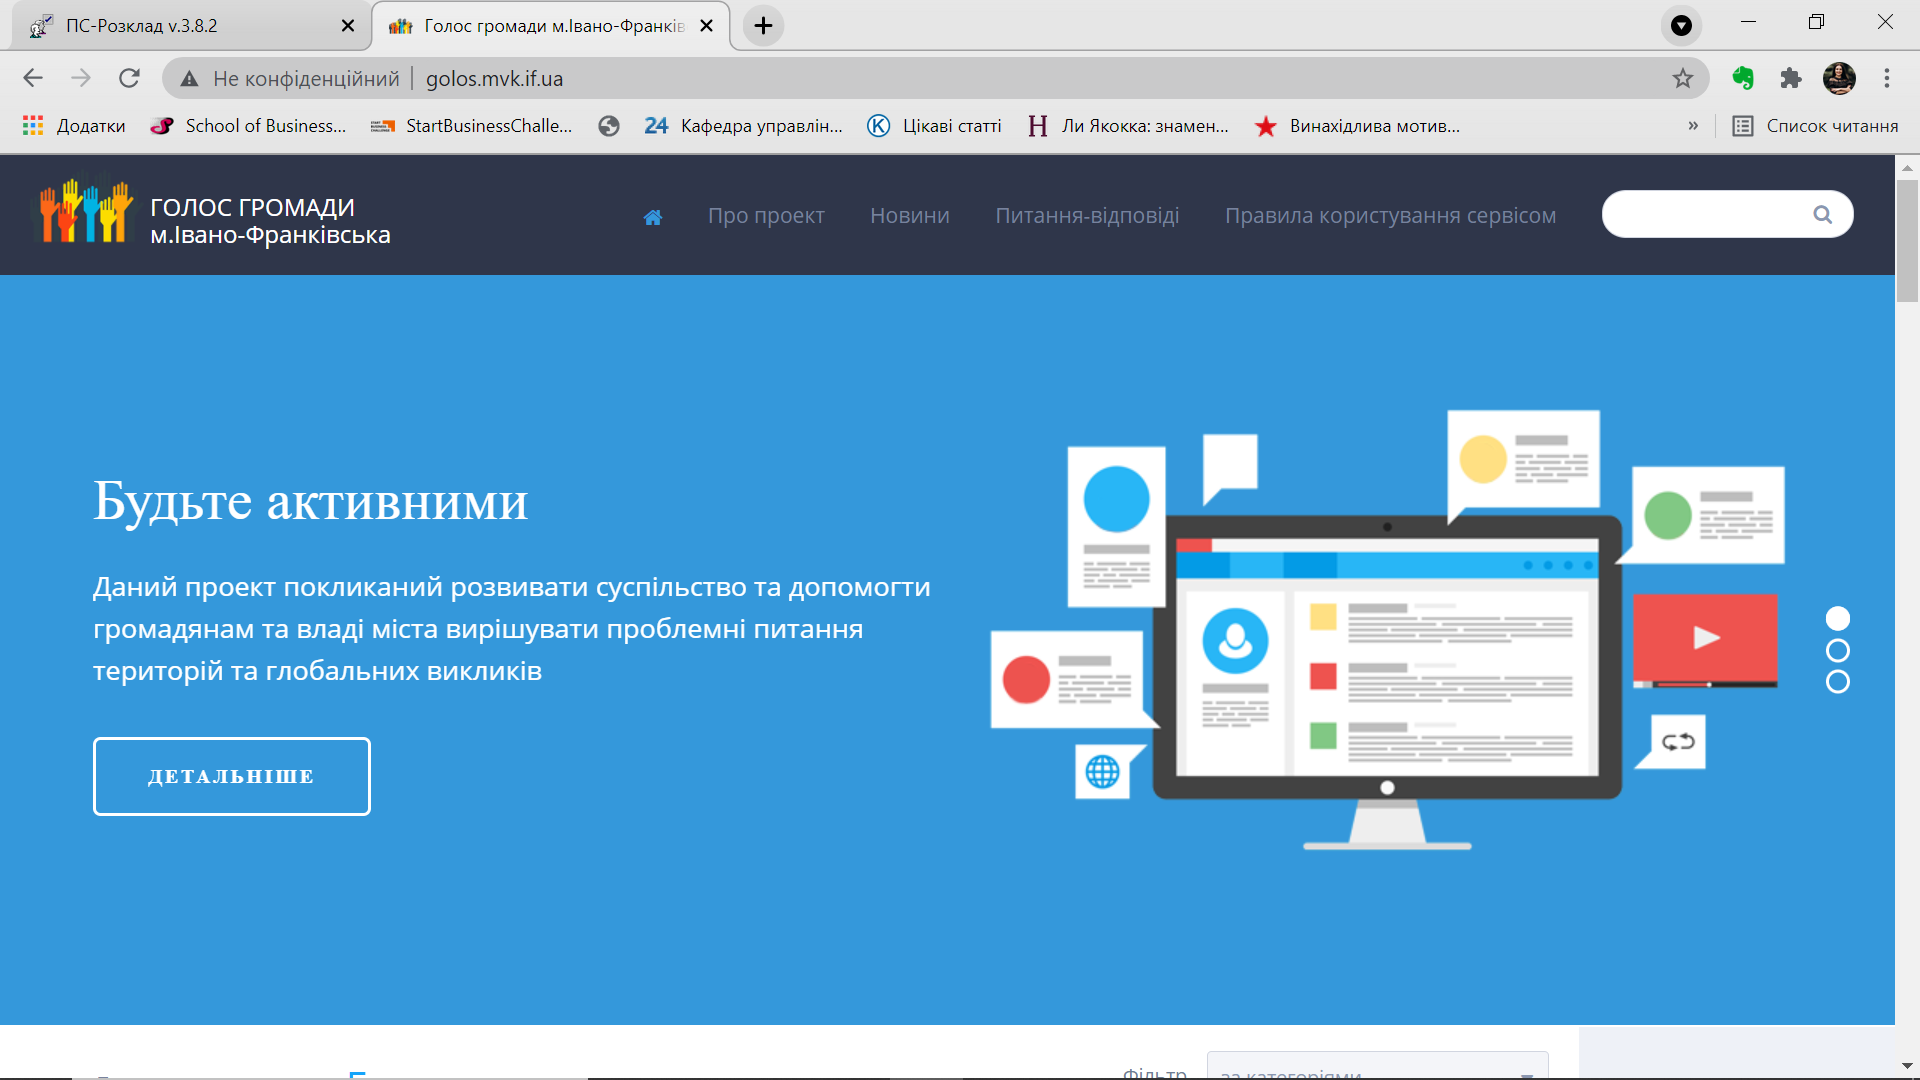 ПС-Розклад v.3.8.2
Голос громади м.Івано-Франків
Не конфіденційний
golos.mvk.if.ua
Додатки
School of Business...
StartBusinessChalle...
24 Кафедра управлін...
K Цікаві статті
H Ли Якокка: знамен...
Винахідлива мотив...
»
Список читання
ГОЛОС ГРОМАДИ
м.Івано-Франківська
Про проект
Новини
Питання-відповіді
Правила користування сервісом
Будьте активними
Даний проект покликаний розвивати суспільство та допомогти
громадянам та владі міста вирішувати проблемні питання
територій та глобальних викликів
ДЕТАЛЬНІШЕ
Фільтр
за категоріями